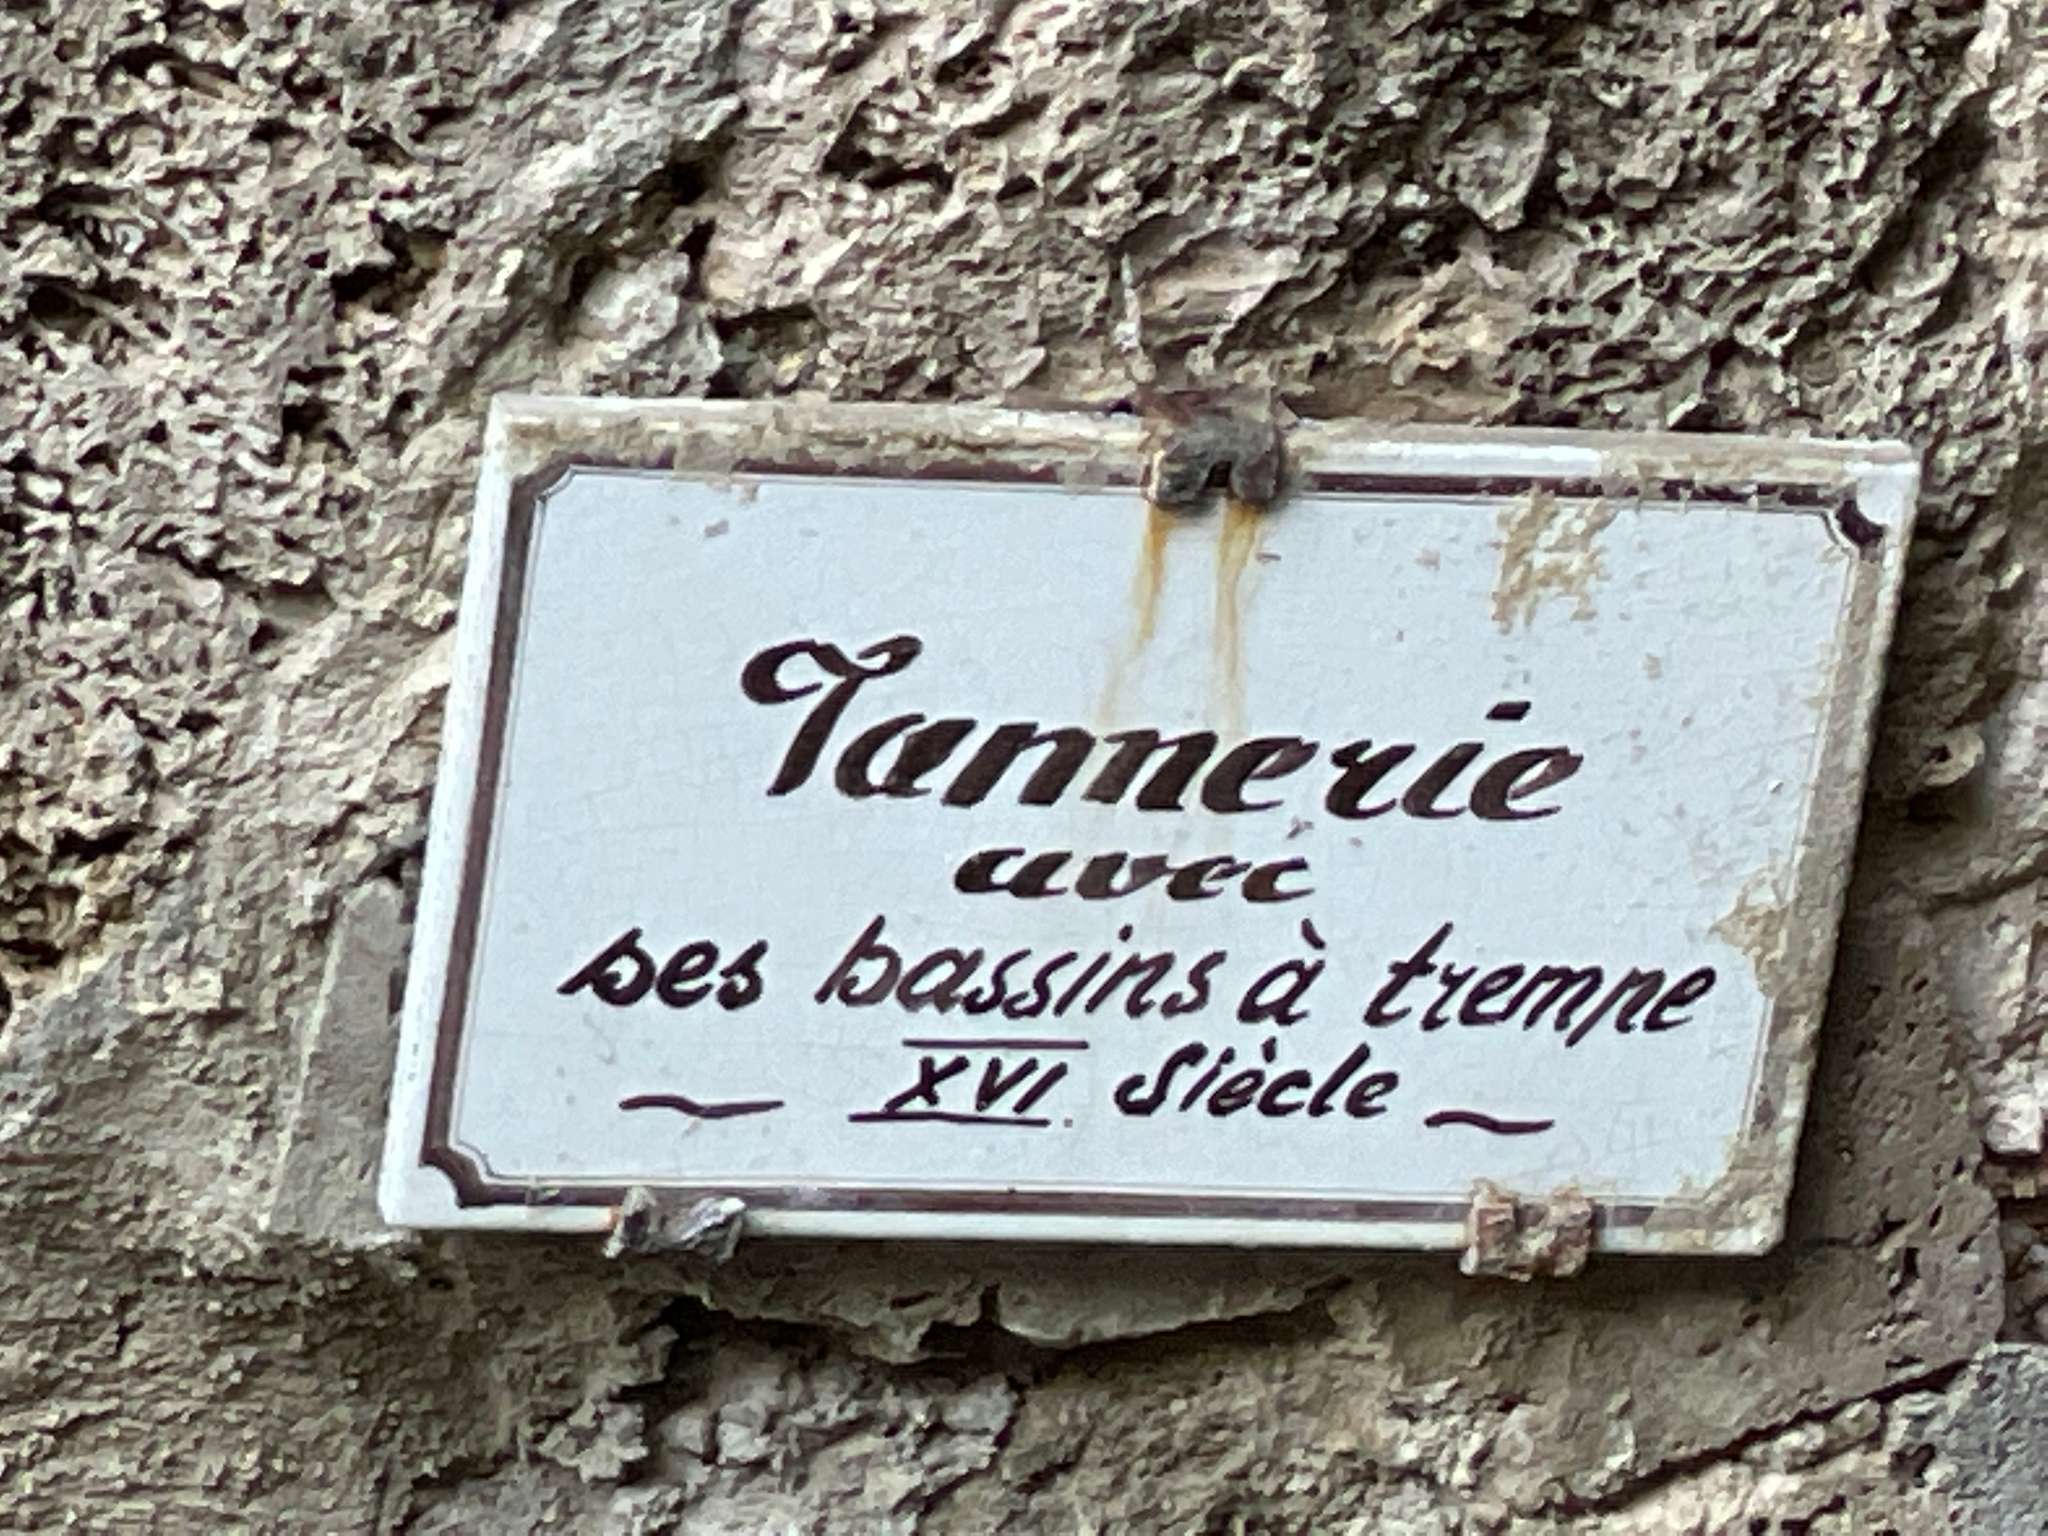 Tannerie
avec
ses bassins à trempe
XVI. Siècle